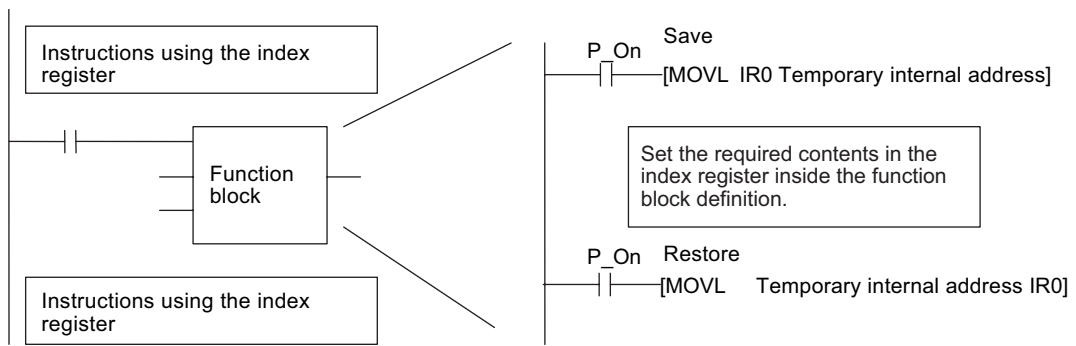 Instructions using the index
register
Function
block
Instructions using the index
register
Save
P_On
[MOVL IR0 Temporary internal address]
Set the required contents in the
index register inside the function
block definition.
P_On Restore
[MOVL Temporary internal address IR0]